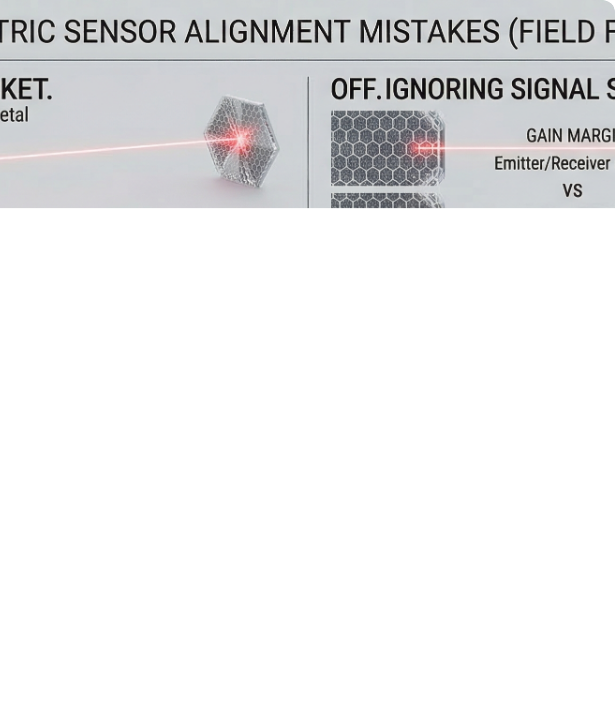 TRIC SENSOR ALIGNMENT MISTAKES (FIELD F
KET.
etal
OFF. IGNORING SIGNAL S
GAIN MARGI
Emitter/Receiver
VS